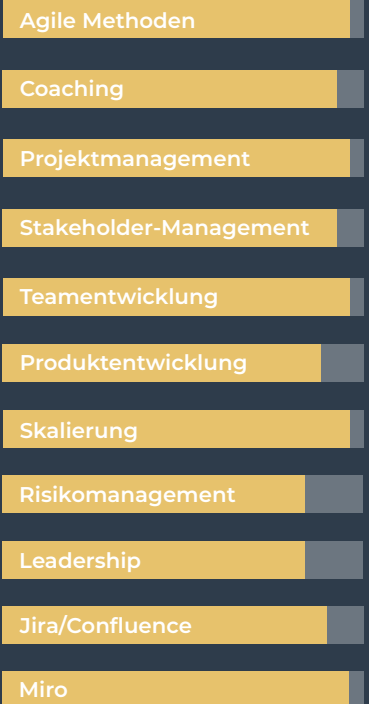 Agile Methoden
Coaching
Projektmanagement
Stakeholder-Management
Teamentwicklung
Produktentwicklung
Skalierung
Risikomanagement
Leadership
Jira/Confluence
Miro